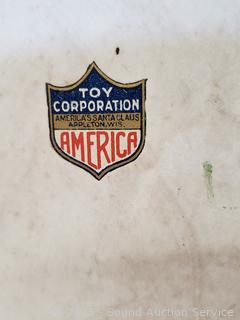 TOY
CORPORATION
AMERICA'S SANTA CLAUS
APPLETON, WIS.
AMERICA
Sound Auction Service